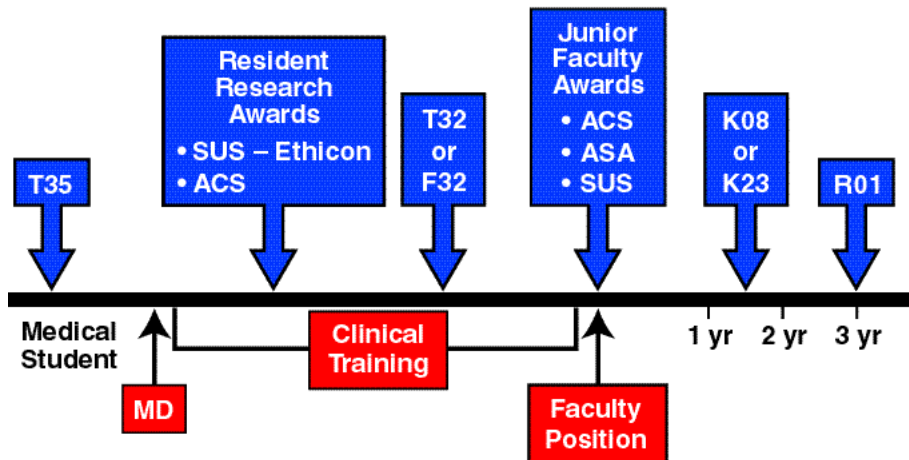 Resident
Research
Awards
• SUS – Ethicon
• ACS
Junior
Faculty
Awards
• ACS
• ASA
• SUS
T32
or
F32
K08
or
K23
T35
R01
Medical
Student
Clinical
Training
1 yr
2 yr
3 yr
MD
Faculty
Position